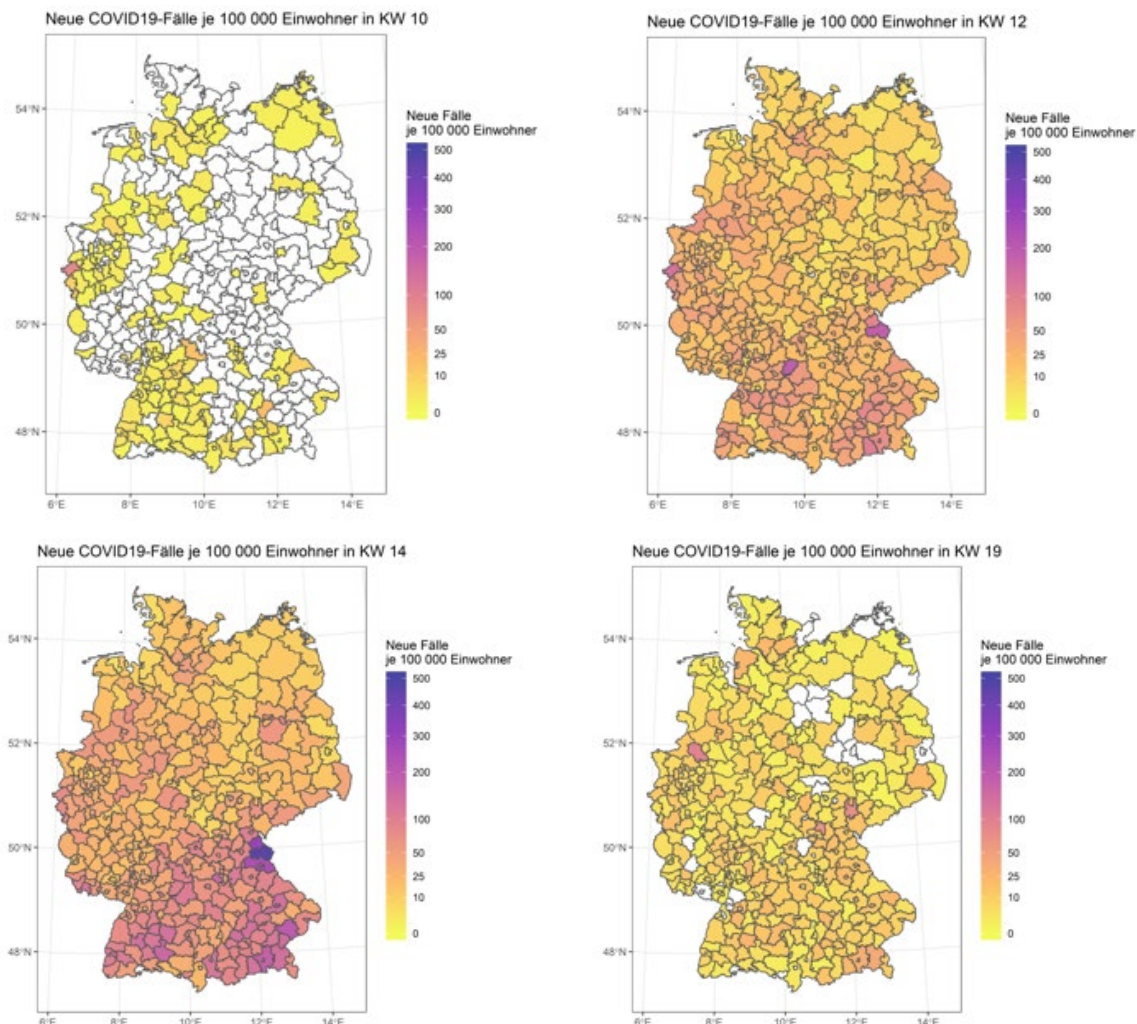 Neue COVID19-Fälle je 100 000 Einwohner in KW 10
54°N
52°N
50°N
48°N
6°E 8°E 10°E 12°E 14°E
Neue Fälle
je 100 000 Einwohner
500
400
300
200
100
50
25
10
0
Neue COVID19-Fälle je 100 000 Einwohner in KW 12
54°N
52°N
50°N
48°N
6°E 8°E 10°E 12°E 14°E
Neue Fälle
je 100 000 Einwohner
500
400
300
200
100
50
25
10
0
Neue COVID19-Fälle je 100 000 Einwohner in KW 14
54°N
52°N
50°N
48°N
6°E 8°E 10°E 12°E 14°E
Neue Fälle
je 100 000 Einwohner
500
400
300
200
100
50
25
10
0
Neue COVID19-Fälle je 100 000 Einwohner in KW 19
54°N
52°N
50°N
48°N
6°E 8°E 10°E 12°E 14°E
Neue Fälle
je 100 000 Einwohner
500
400
300
200
100
50
25
10
0